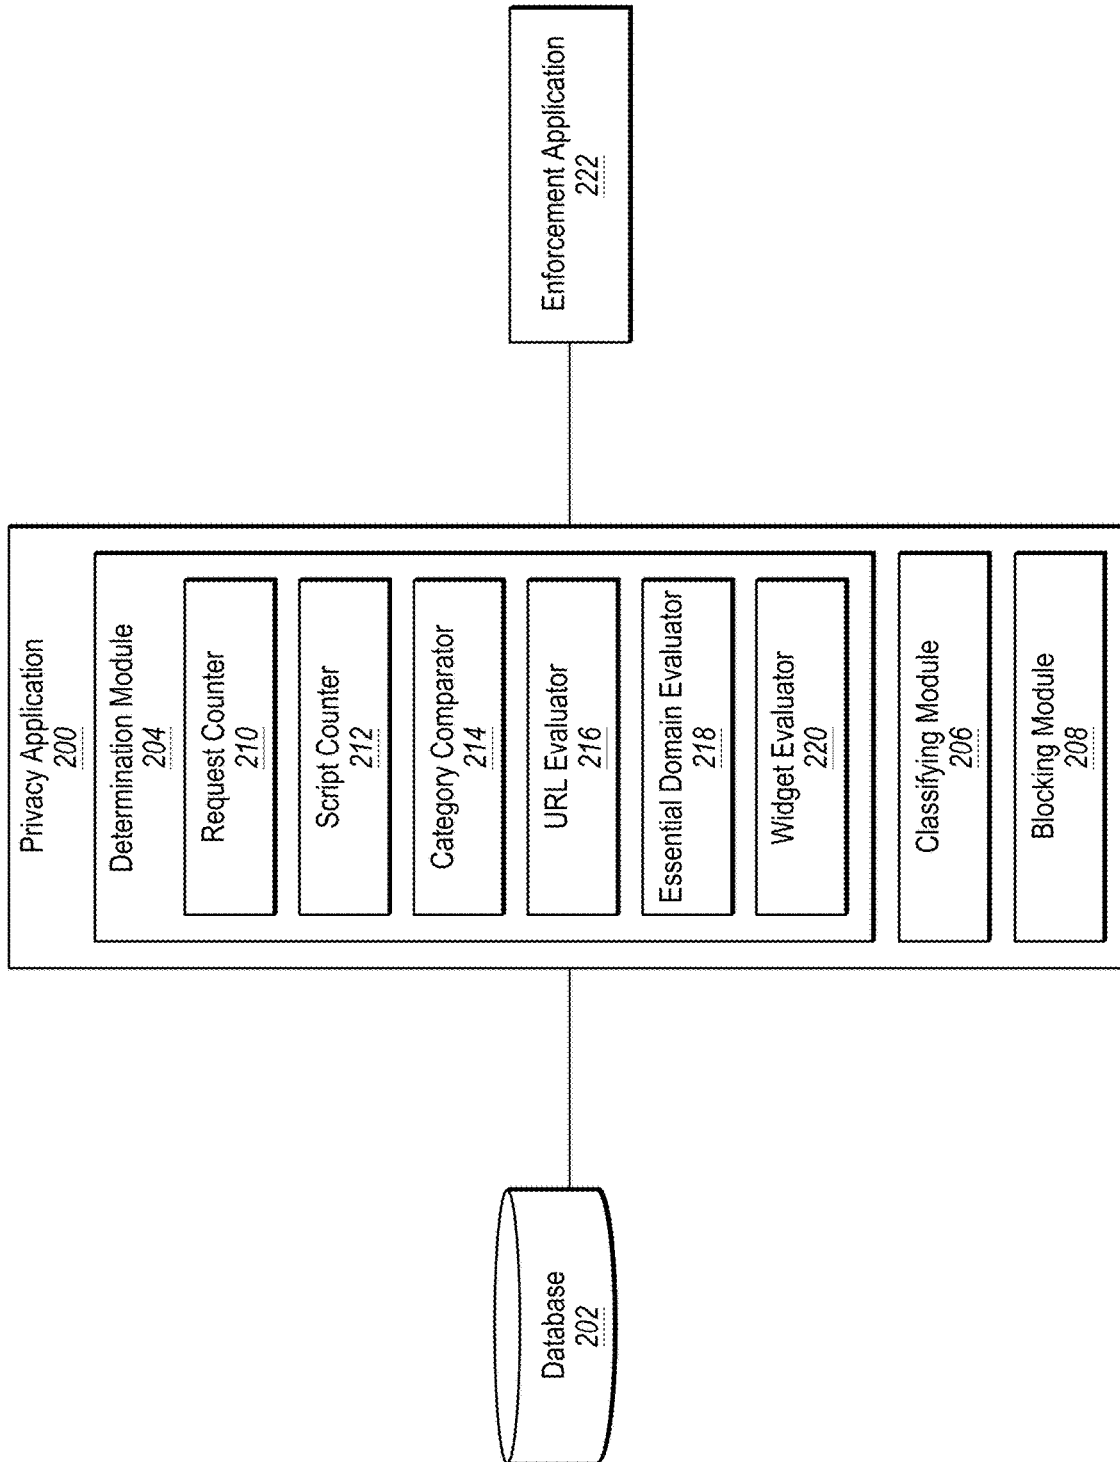 Privacy Application
200
Determination Module
204
Request Counter
210
Script Counter
212
Category Comparator
214
URL Evaluator
216
Essential Domain Evaluator
218
Widget Evaluator
220
Classifying Module
206
Blocking Module
208
Database
202
Enforcement Application
222